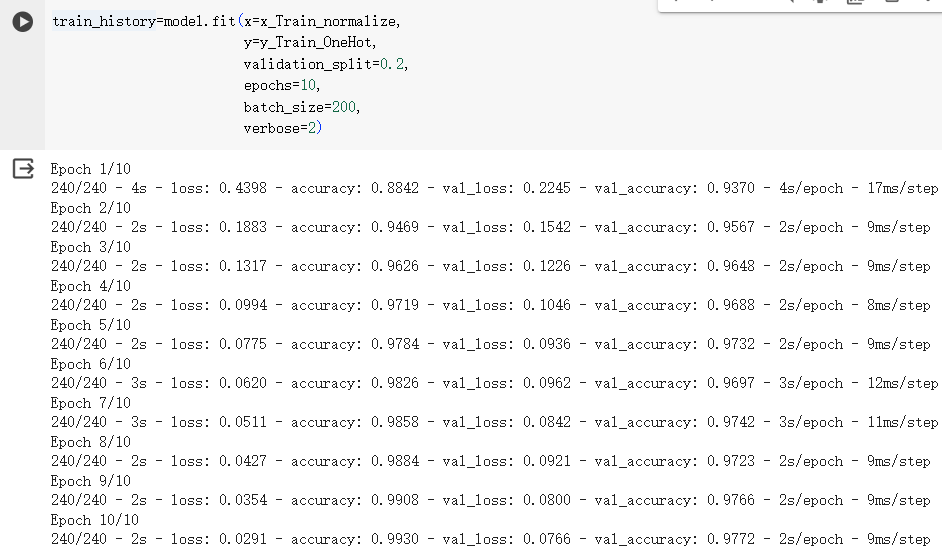 train_history=model.fit(x=x_Train_normalize,
y=y_Train_OneHot,
validation_split=0.2,
epochs=10,
batch_size=200,
verbose=2)
Epoch 1/10
240/240 - 4s - loss: 0.4398 - accuracy: 0.8842 - val_loss: 0.2245 - val_accuracy: 0.9370 - 4s/epoch - 17ms/step
Epoch 2/10
240/240 - 2s - loss: 0.1883 - accuracy: 0.9469 - val_loss: 0.1542 - val_accuracy: 0.9567 - 2s/epoch - 9ms/step
Epoch 3/10
240/240 - 2s - loss: 0.1317 - accuracy: 0.9626 - val_loss: 0.1226 - val_accuracy: 0.9648 - 2s/epoch - 9ms/step
Epoch 4/10
240/240 - 2s - loss: 0.0994 - accuracy: 0.9719 - val_loss: 0.1046 - val_accuracy: 0.9688 - 2s/epoch - 8ms/step
Epoch 5/10
240/240 - 2s - loss: 0.0775 - accuracy: 0.9784 - val_loss: 0.0936 - val_accuracy: 0.9732 - 2s/epoch - 9ms/step
Epoch 6/10
240/240 - 3s - loss: 0.0620 - accuracy: 0.9826 - val_loss: 0.0962 - val_accuracy: 0.9697 - 3s/epoch - 12ms/step
Epoch 7/10
240/240 - 3s - loss: 0.0511 - accuracy: 0.9858 - val_loss: 0.0842 - val_accuracy: 0.9742 - 3s/epoch - 11ms/step
Epoch 8/10
240/240 - 2s - loss: 0.0427 - accuracy: 0.9884 - val_loss: 0.0921 - val_accuracy: 0.9723 - 2s/epoch - 9ms/step
Epoch 9/10
240/240 - 2s - loss: 0.0354 - accuracy: 0.9908 - val_loss: 0.0800 - val_accuracy: 0.9766 - 2s/epoch - 9ms/step
Epoch 10/10
240/240 - 2s - loss: 0.0291 - accuracy: 0.9930 - val_loss: 0.0766 - val_accuracy: 0.9772 - 2s/epoch - 9ms/step